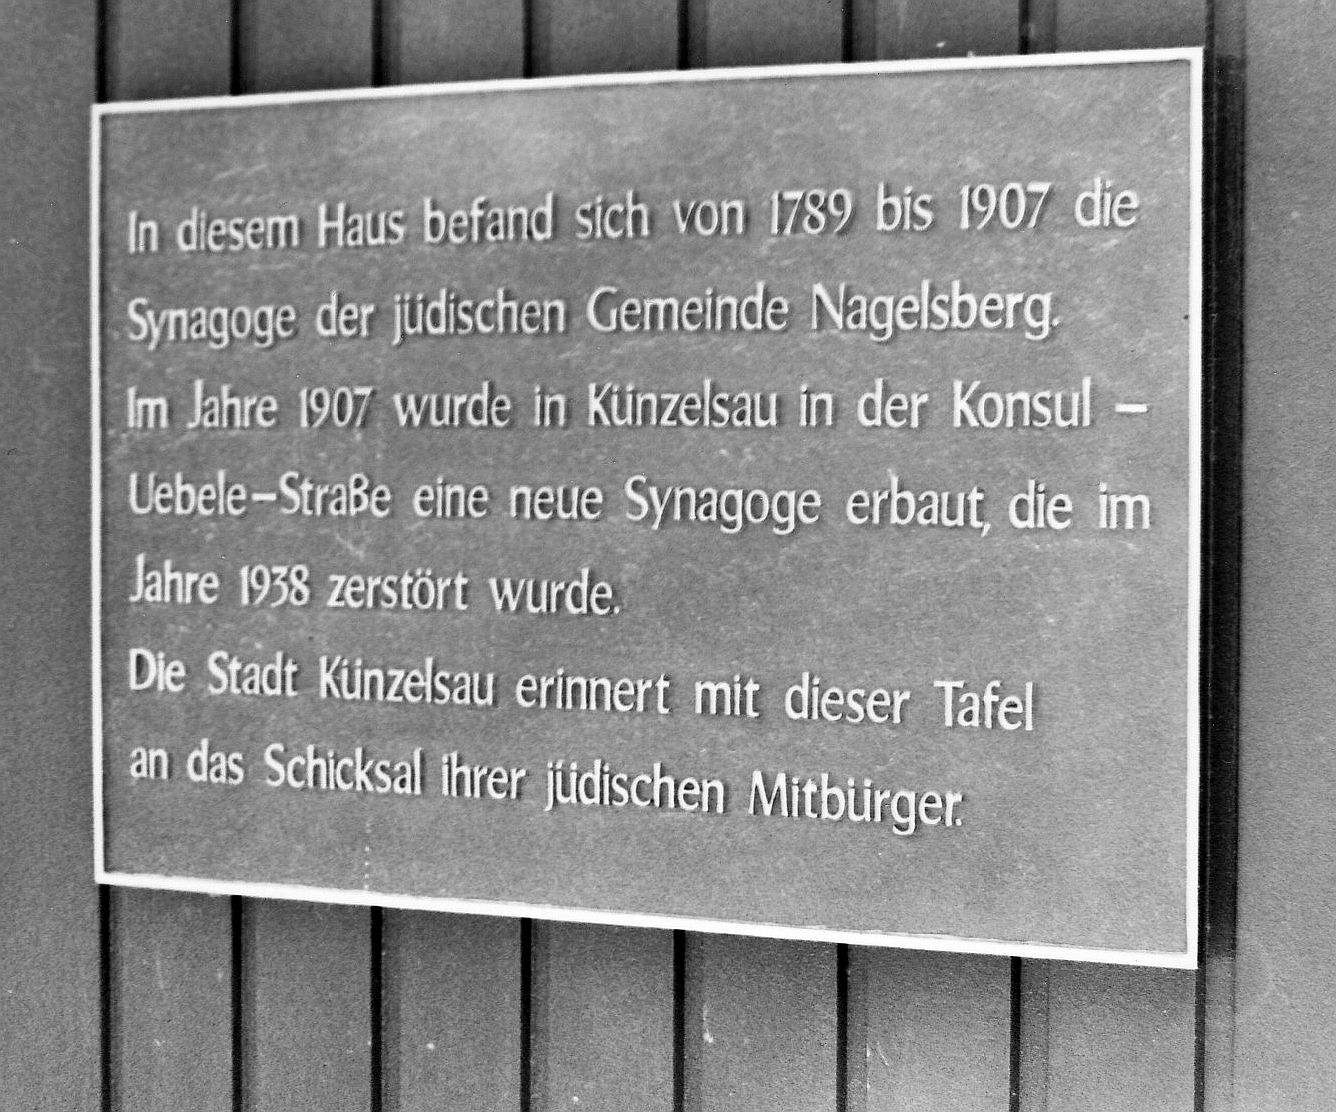 In diesem Haus befand sich von 1789 bis 1907 die
Synagoge der jüdischen Gemeinde Nagelsberg.
Im Jahre 1907 wurde in Künzelsau in der Konsul –
Uebele–Straße eine neue Synagoge erbaut, die im
Jahre 1938 zerstört wurde.
Die Stadt Künzelsau erinnert mit dieser Tafel
an das Schicksal ihrer jüdischen Mitbürger.